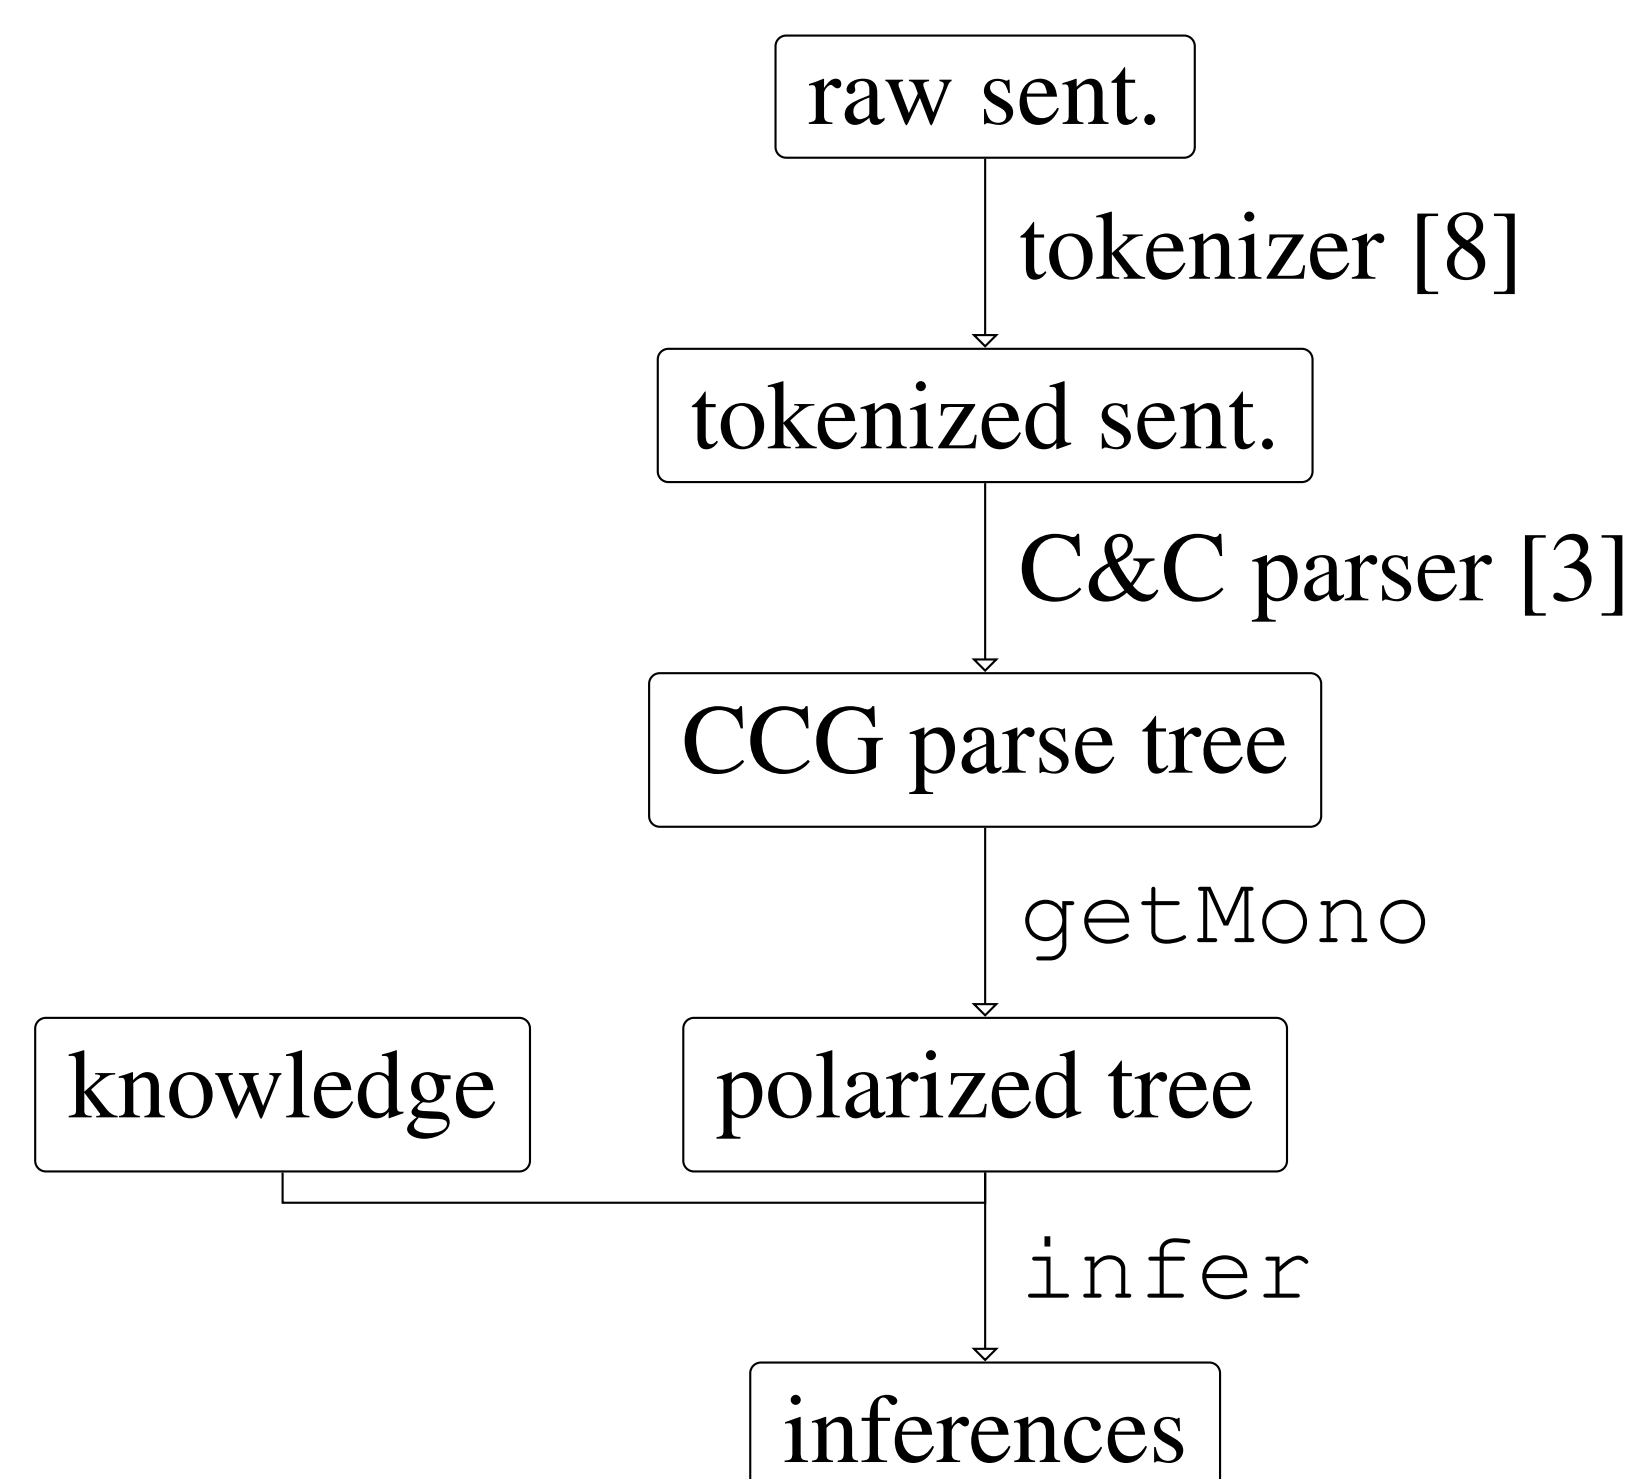 raw sent.
tokenizer [8]
tokenized sent.
C&C parser [3]
CCG parse tree
getMono
knowledge
polarized tree
infer
inferences